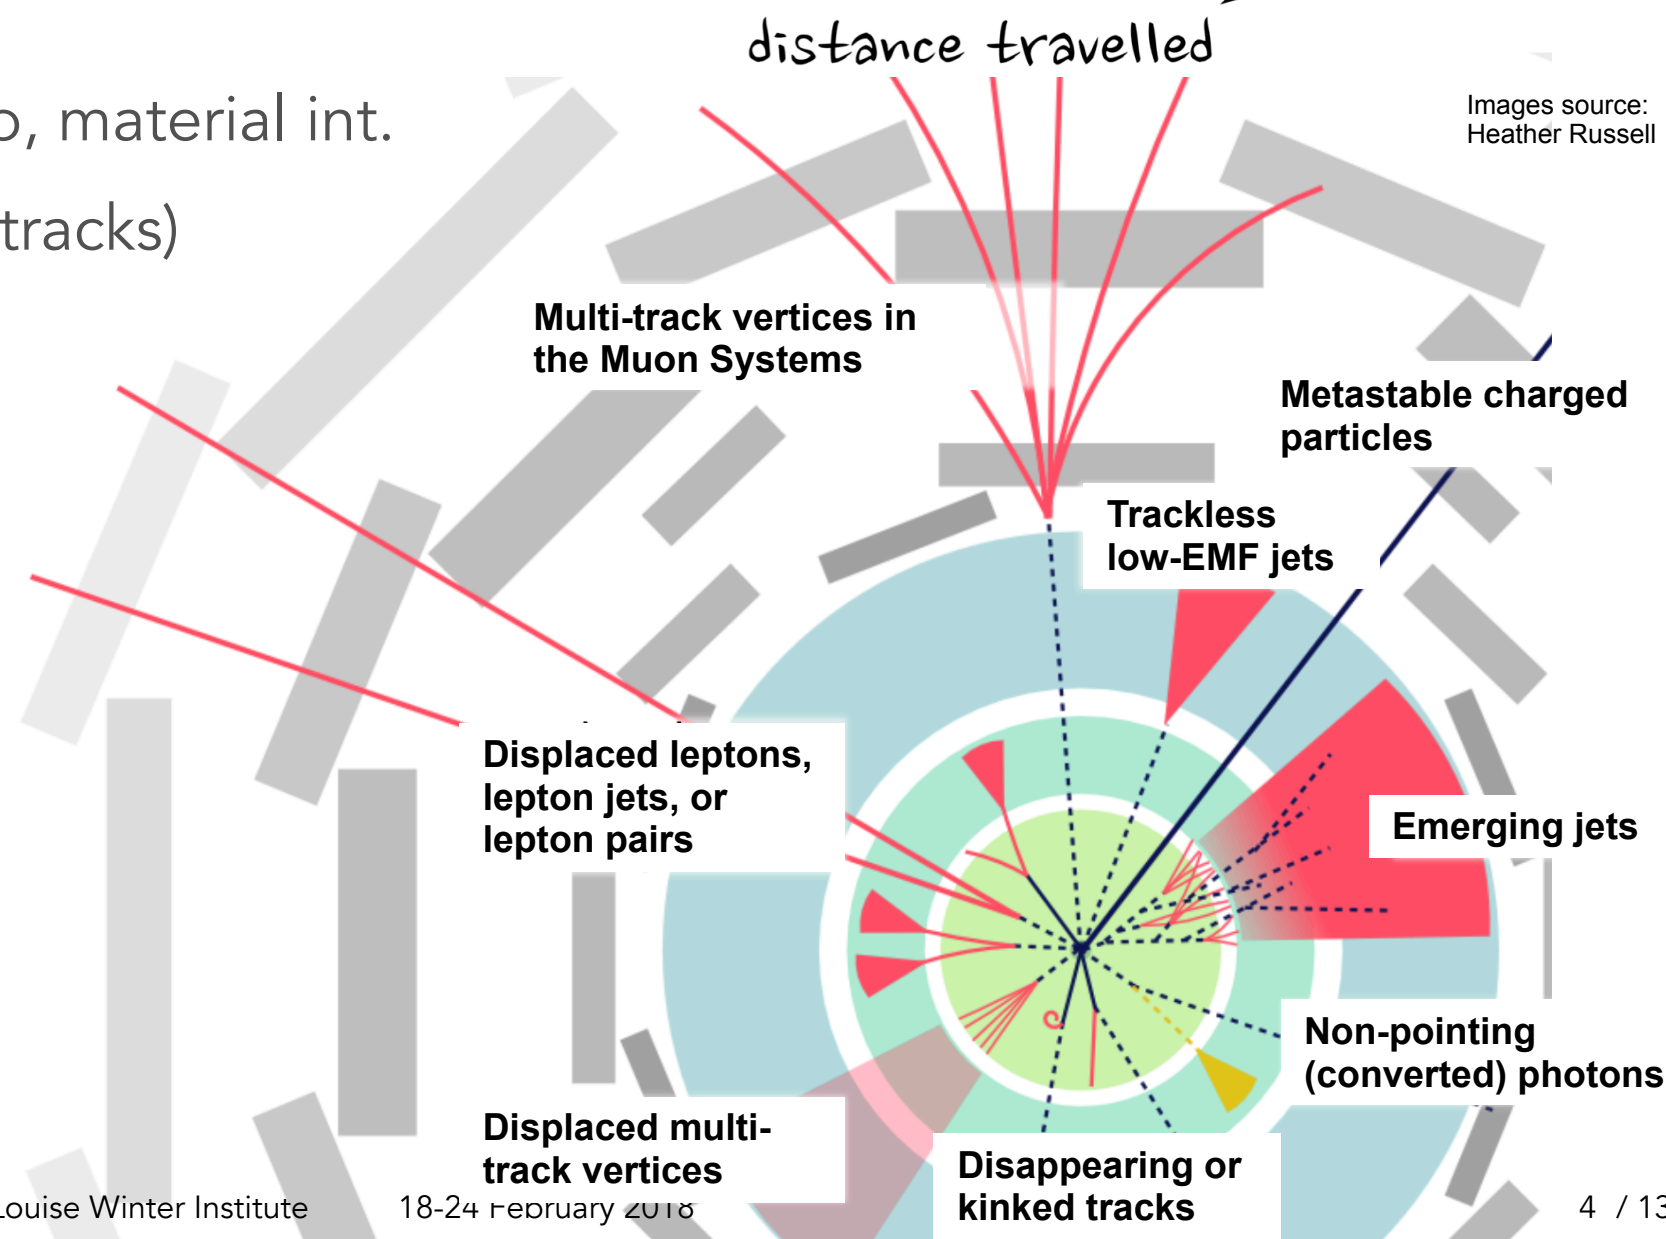 distance travelled
material int.
tracks)
Images source:
Heather Russell
Multi-track vertices in
the Muon Systems
Metastable charged
particles
Trackless
low-EMF jets
Displaced leptons,
lepton jets, or
lepton pairs
Emerging jets
Non-pointing
(converted) photons
Displaced multi-
track vertices
Disappearing or
kinked tracks
Louise Winter Institute
18-24 February 2018
4 / 13